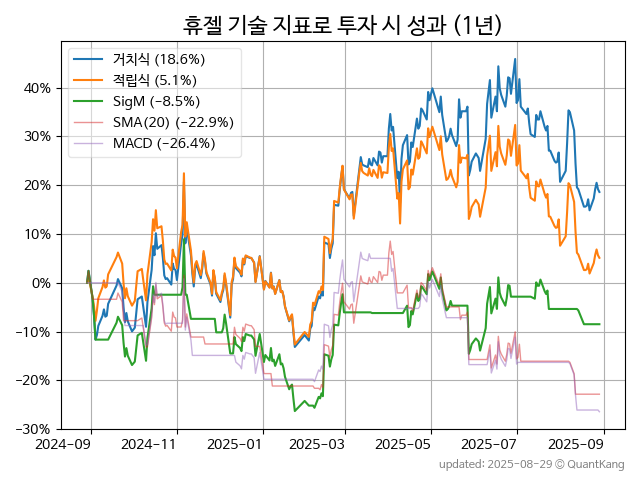 휴젤 기술 지표로 투자 시 성과 (1년)
거치식 (18.6%)
적립식 (5.1%)
SigM (−8.5%)
SMA(20) (−22.9%)
MACD (−26.4%)
40%
30%
20%
10%
0%
−10%
−20%
−30%
2024-09 2024-11 2025-01 2025-03 2025-05 2025-07 2025-09
updated: 2025-08-29 © QuantKang